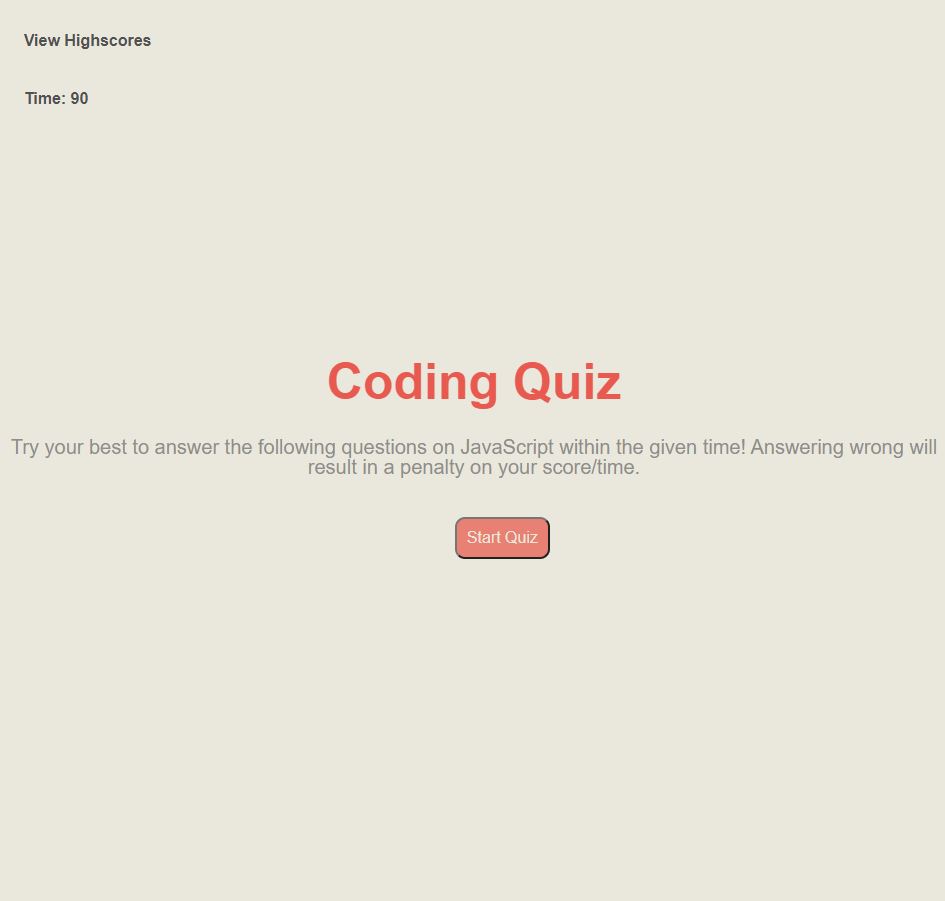 View Highscores
Time: 90
Coding Quiz
Try your best to answer the following questions on JavaScript within the given time! Answering wrong will
result in a penalty on your score/time.
Start Quiz